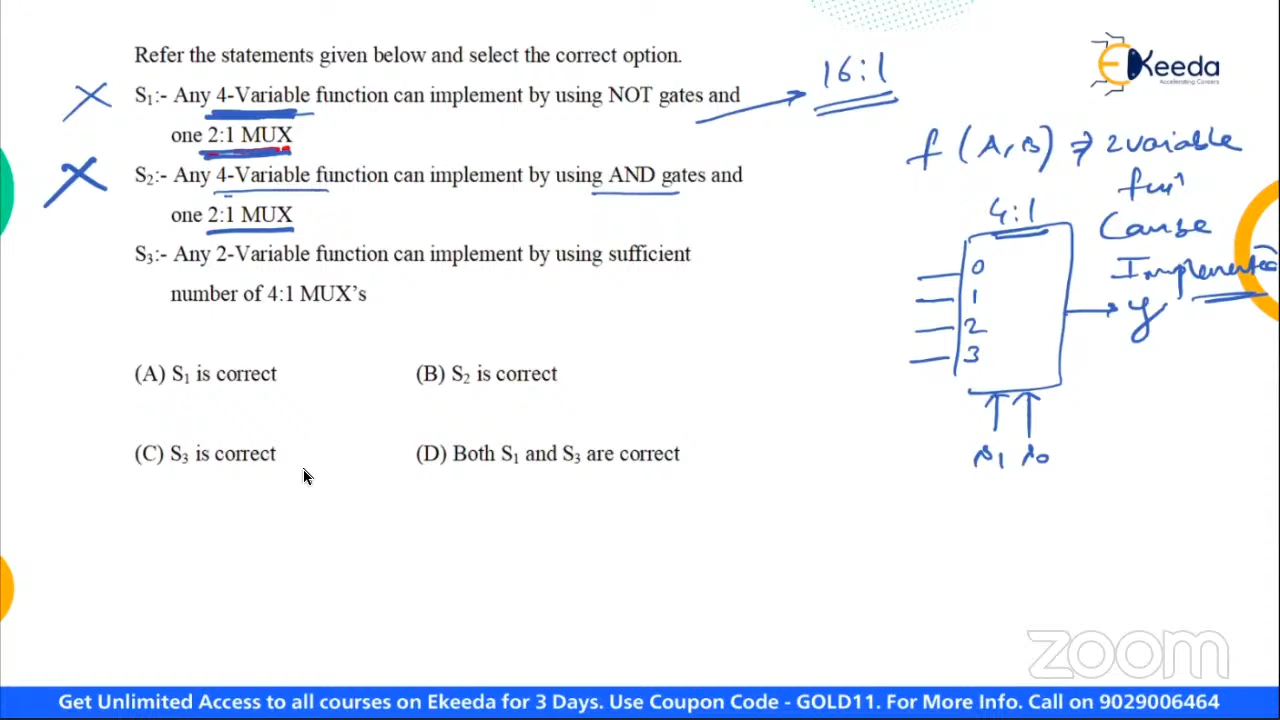 Refer the statements given below and select the correct option.
S₁:- Any 4-Variable function can implement by using NOT gates and
one 2:1 MUX
S₂:- Any 4-Variable function can implement by using AND gates and
one 2:1 MUX
S₃:- Any 2-Variable function can implement by using sufficient
number of 4:1 MUX's
(A) S₁ is correct
(B) S₂ is correct
(C) S₃ is correct
(D) Both S₁ and S₃ are correct
16:1
Ekeeda
Accelerating Careers
f (A, B) ⇒ 2 variable
funⁿ
Can be
Implemented
4:1
0
1
2
3
y
s₁ s₀
zoom
Get Unlimited Access to all courses on Ekeeda for 3 Days. Use Coupon Code - GOLD11. For More Info. Call on 9029006464